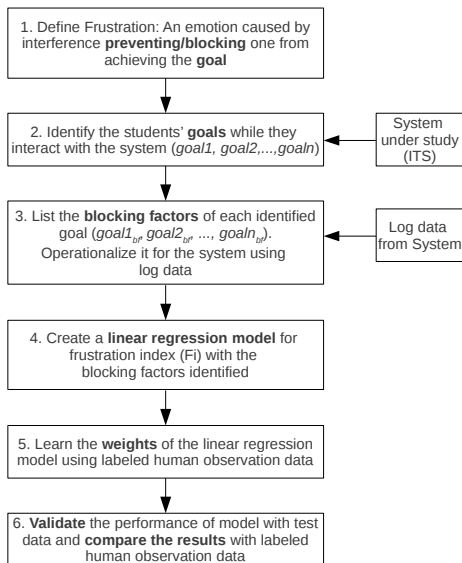 1. Define Frustration: An emotion caused by
interference preventing/blocking one from
achieving the goal
2. Identify the students' goals while they
interact with the system (goal1, goal2,...,goaln)
System
under study
(ITS)
3. List the blocking factors of each identified
goal (goal1bf, goal2bf, ..., goalnbf).
Operationalize it for the system using
log data
Log data
from System
4. Create a linear regression model for
frustration index (Fi) with the
blocking factors identified
5. Learn the weights of the linear regression
model using labeled human observation data
6. Validate the performance of model with test
data and compare the results with labeled
human observation data